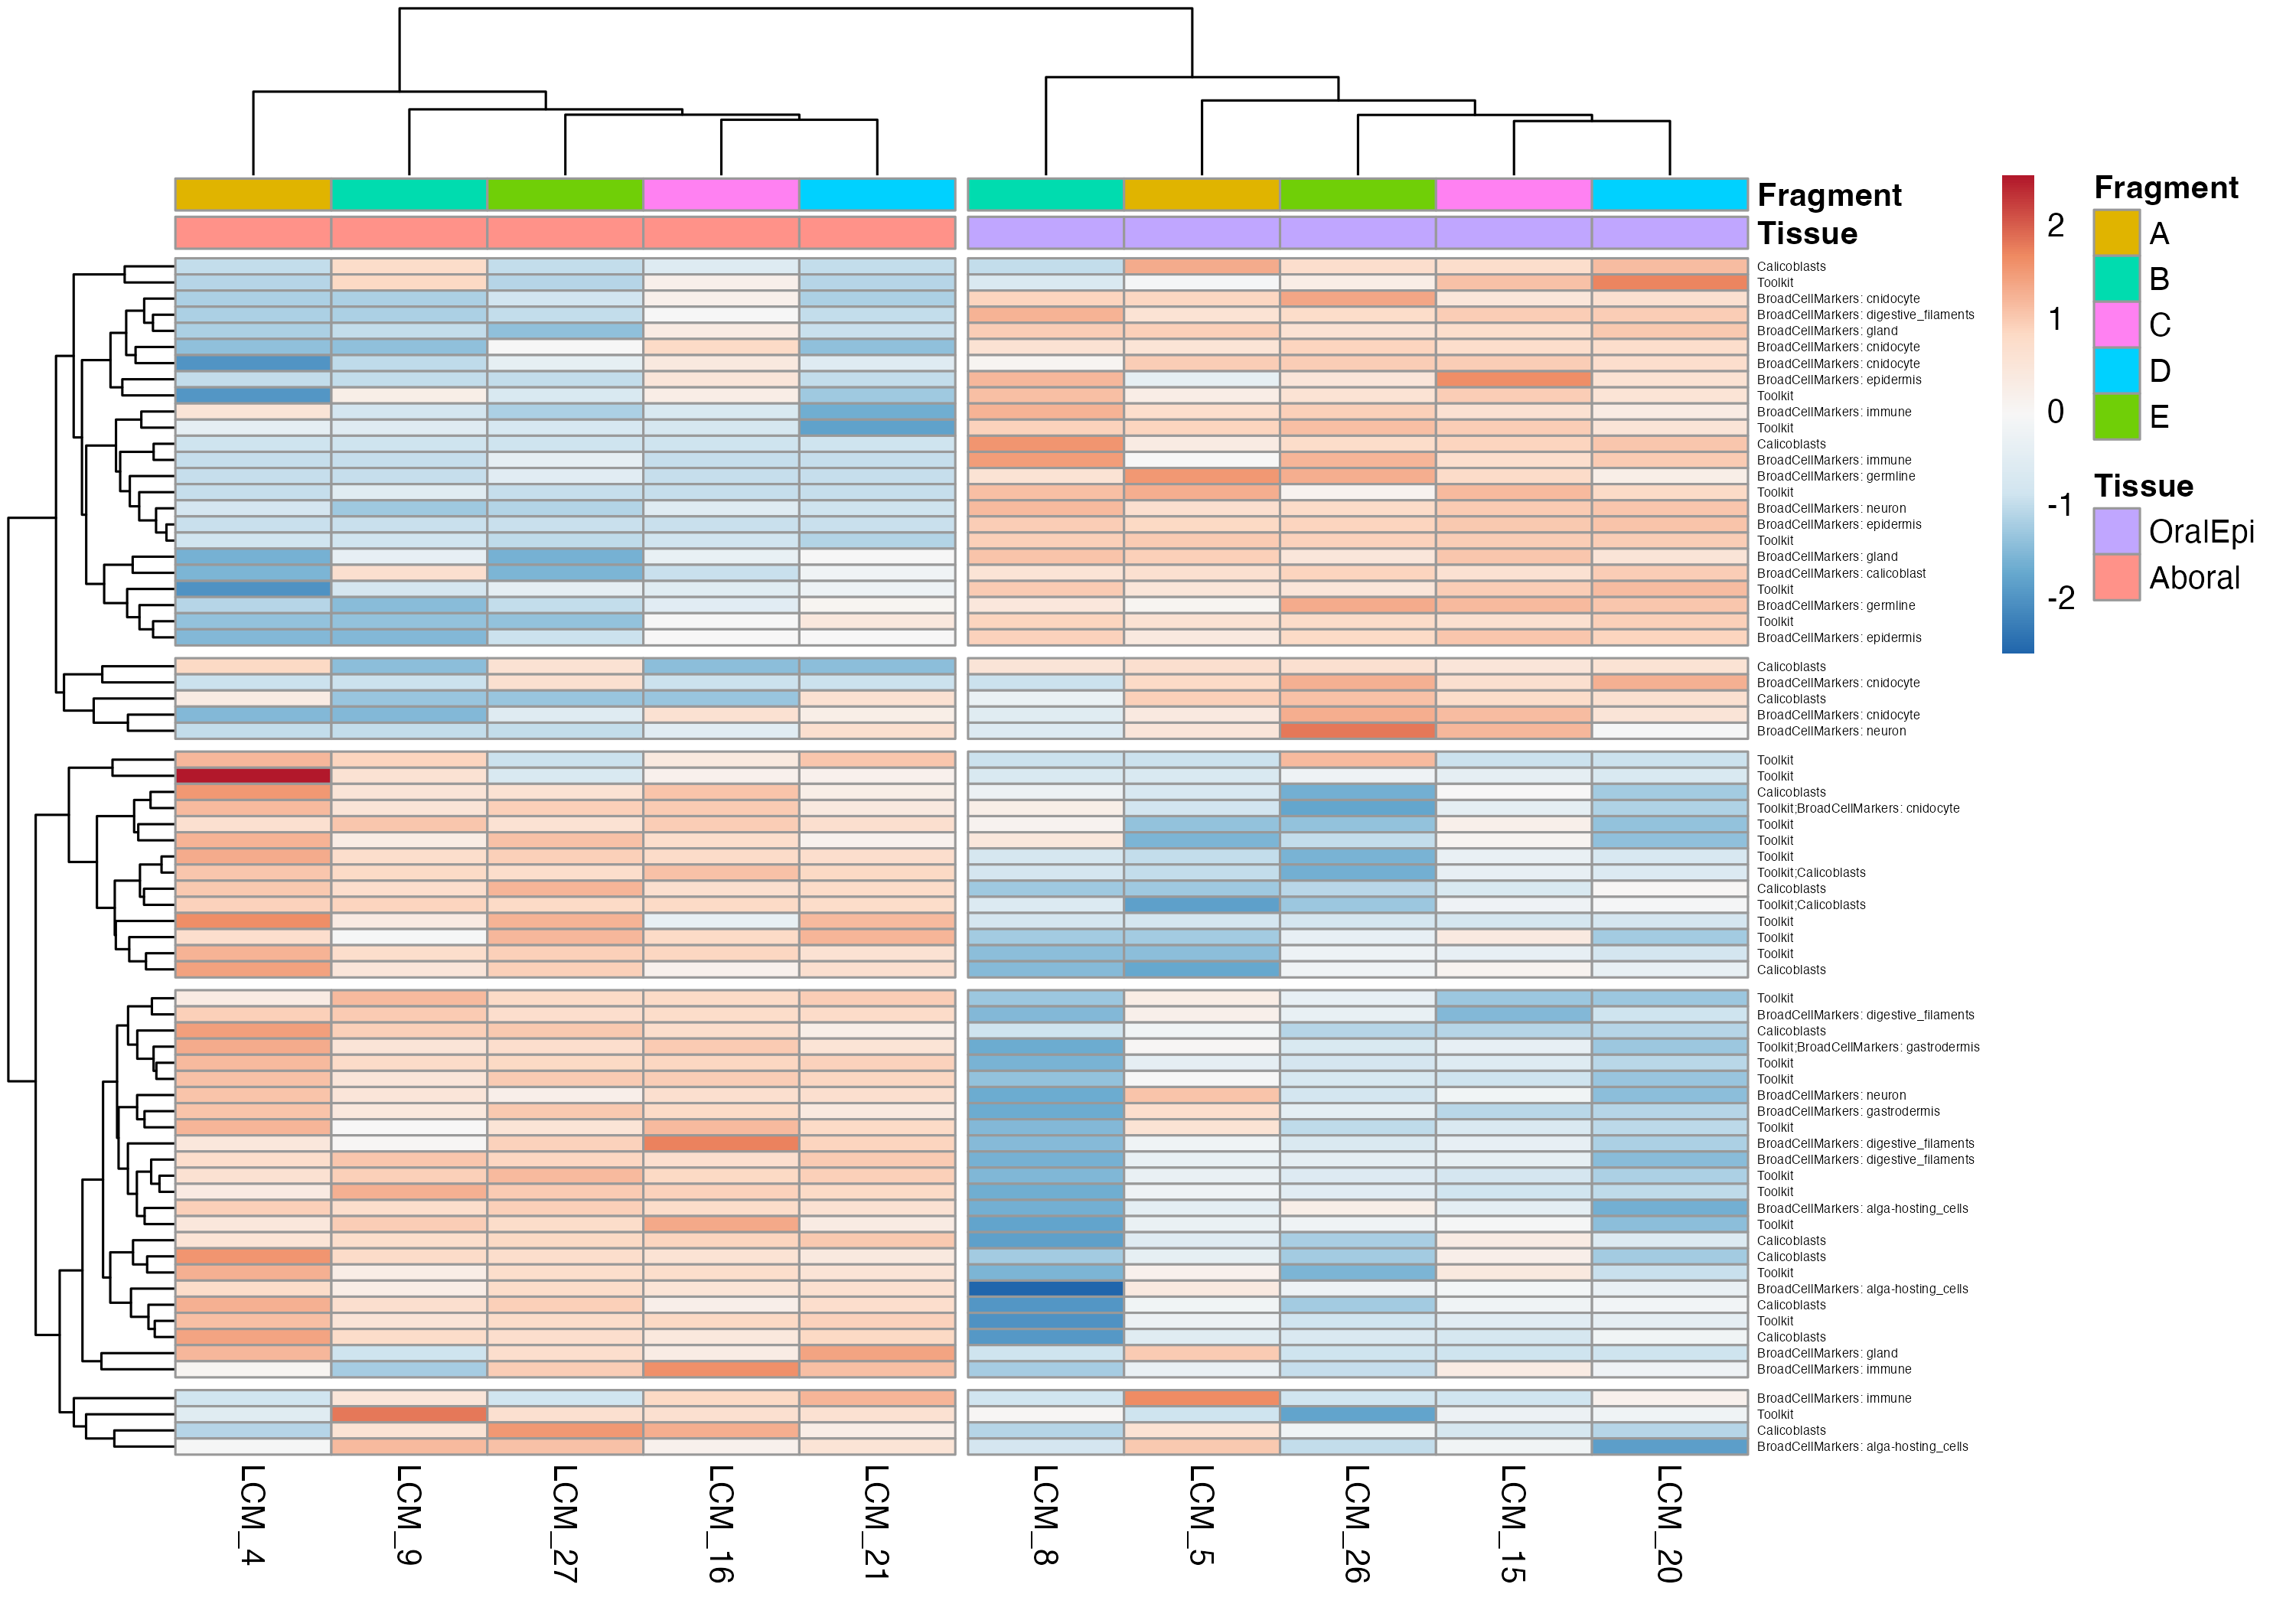 Fragment
Tissue
Calicoblasts
Toolkit
BroadCellMarkers: cnidocyte
BroadCellMarkers: digestive_filaments
BroadCellMarkers: gland
BroadCellMarkers: cnidocyte
BroadCellMarkers: cnidocyte
BroadCellMarkers: epidermis
Toolkit
BroadCellMarkers: immune
Toolkit
Calicoblasts
BroadCellMarkers: immune
BroadCellMarkers: germline
Toolkit
BroadCellMarkers: neuron
BroadCellMarkers: epidermis
Toolkit
BroadCellMarkers: gland
BroadCellMarkers: calicoblast
Toolkit
BroadCellMarkers: germline
Toolkit
BroadCellMarkers: epidermis
Calicoblasts
BroadCellMarkers: cnidocyte
Calicoblasts
BroadCellMarkers: cnidocyte
BroadCellMarkers: neuron
Toolkit
Toolkit
Calicoblasts
Toolkit;BroadCellMarkers: cnidocyte
Toolkit
Toolkit
Toolkit
Toolkit;Calicoblasts
Calicoblasts
Toolkit;Calicoblasts
Toolkit
Toolkit
Toolkit
Calicoblasts
Toolkit
BroadCellMarkers: digestive_filaments
Calicoblasts
Toolkit;BroadCellMarkers: gastrodermis
Toolkit
Toolkit
BroadCellMarkers: neuron
BroadCellMarkers: gastrodermis
Toolkit
BroadCellMarkers: digestive_filaments
BroadCellMarkers: digestive_filaments
Toolkit
Toolkit
BroadCellMarkers: alga-hosting_cells
Toolkit
Calicoblasts
Calicoblasts
Toolkit
BroadCellMarkers: alga-hosting_cells
Calicoblasts
Toolkit
Calicoblasts
BroadCellMarkers: gland
BroadCellMarkers: immune
BroadCellMarkers: immune
Toolkit
Calicoblasts
BroadCellMarkers: alga-hosting_cells
LCM_4
LCM_9
LCM_27
LCM_16
LCM_21
LCM_8
LCM_5
LCM_26
LCM_15
LCM_20
2
1
0
-1
-2
Fragment
A
B
C
D
E
Tissue
OralEpi
Aboral